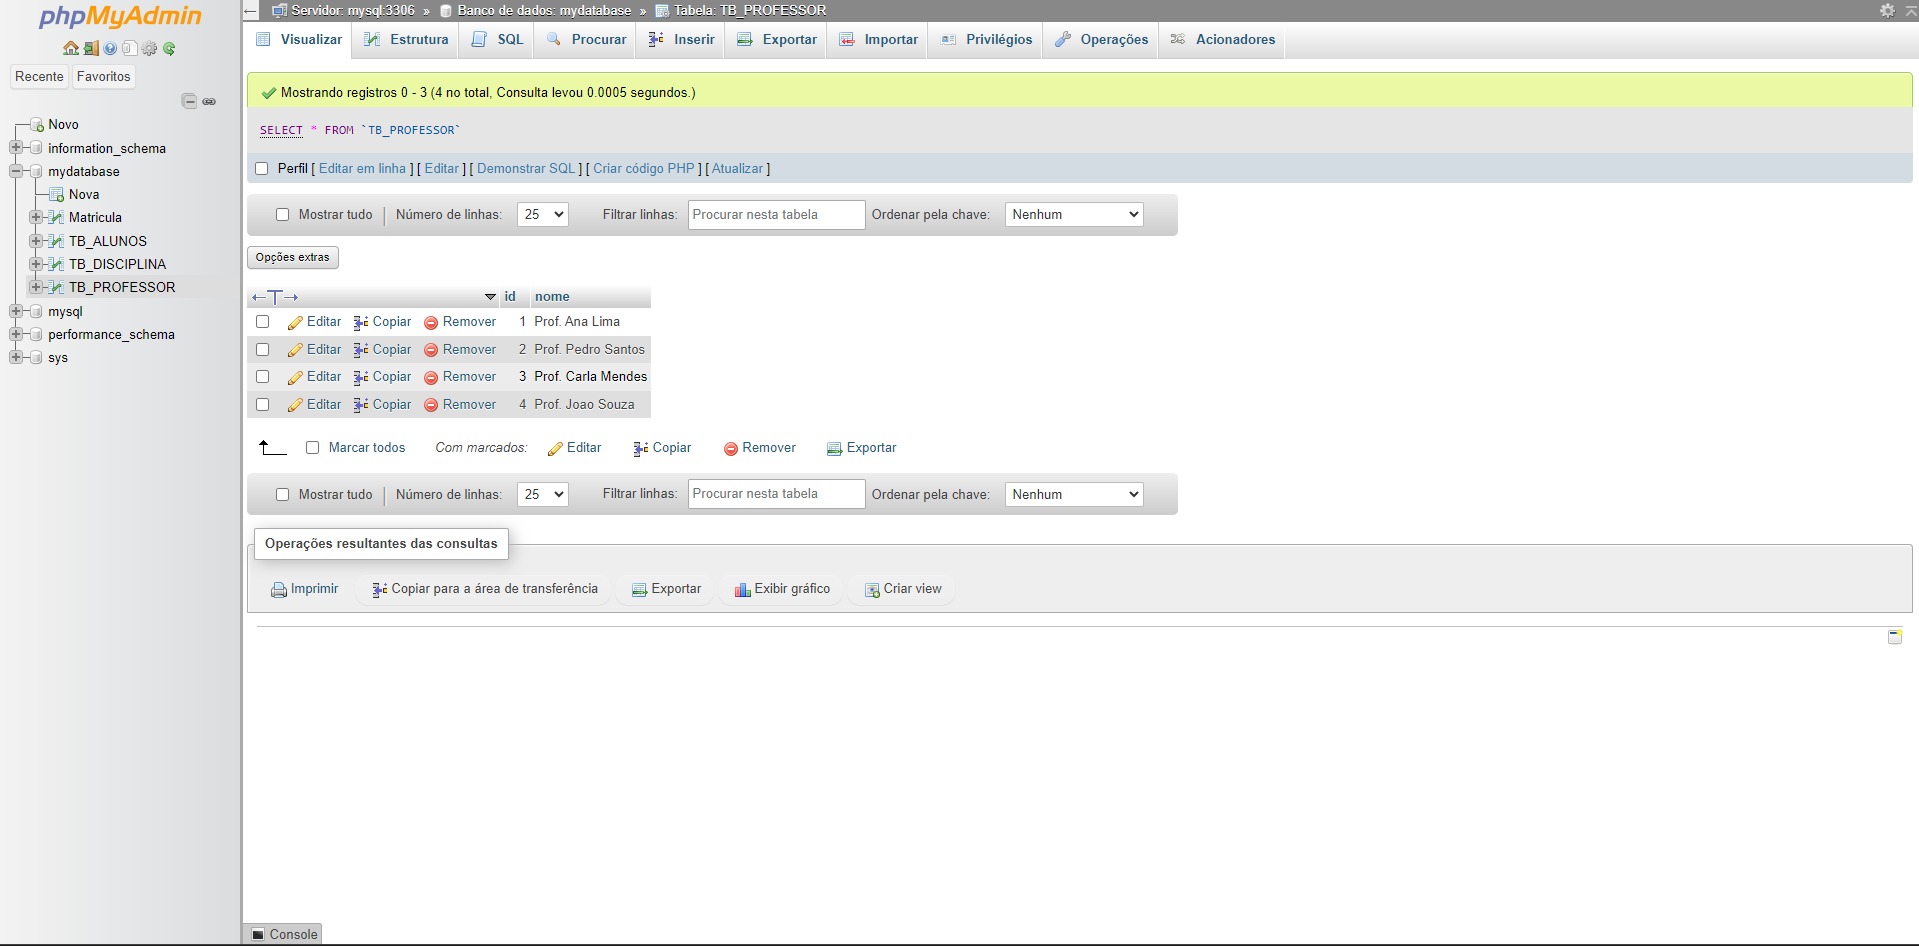 phpMyAdmin
Recente Favoritos
Novo
information_schema
mydatabase
Nova
Matricula
TB_ALUNOS
TB_DISCIPLINA
TB_PROFESSOR
mysql
performance_schema
sys
Servidor: mysql:3306 » Banco de dados: mydatabase » Tabela: TB_PROFESSOR
Visualizar Estrutura SQL Procurar Inserir Exportar Importar Privilégios Operações Acionadores
Mostrando registros 0 - 3 (4 no total, Consulta levou 0.0005 segundos.)
SELECT * FROM `TB_PROFESSOR`
Perfil [ Editar em linha ] [ Editar ] [ Demonstrar SQL ] [ Criar código PHP ] [ Atualizar ]
Mostrar tudo Número de linhas: 25 Filtrar linhas: Procurar nesta tabela Ordenar pela chave: Nenhum
Opções extras
←T→ id nome
Editar Copiar Remover 1 Prof. Ana Lima
Editar Copiar Remover 2 Prof. Pedro Santos
Editar Copiar Remover 3 Prof. Carla Mendes
Editar Copiar Remover 4 Prof. Joao Souza
Marcar todos Com marcados: Editar Copiar Remover Exportar
Mostrar tudo Número de linhas: 25 Filtrar linhas: Procurar nesta tabela Ordenar pela chave: Nenhum
Operações resultantes das consultas
Imprimir Copiar para a área de transferência Exportar Exibir gráfico Criar view
Console